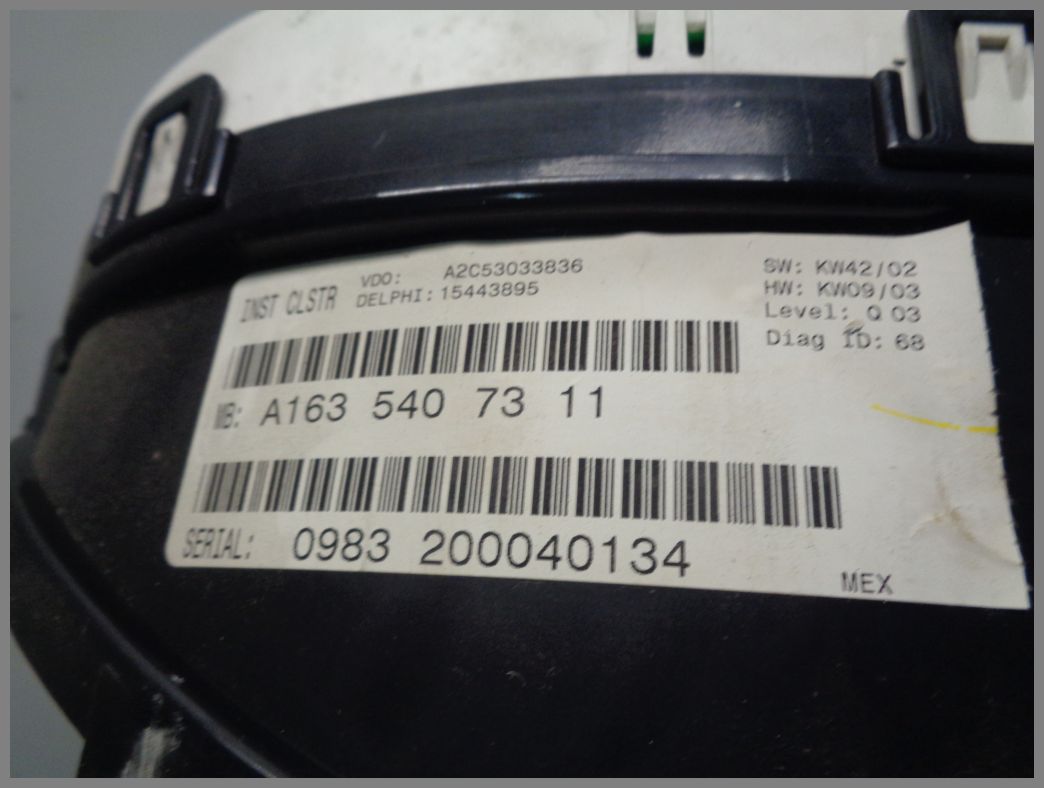 INST CLSTR
VDO: A2C53033836
DELPHI: 15443895
SW: KW42/02
HW: KW09/03
Level: Q 03
Diag ID: 68
MB: A163 540 73 11
SERIAL: 0983 200040134
MEX